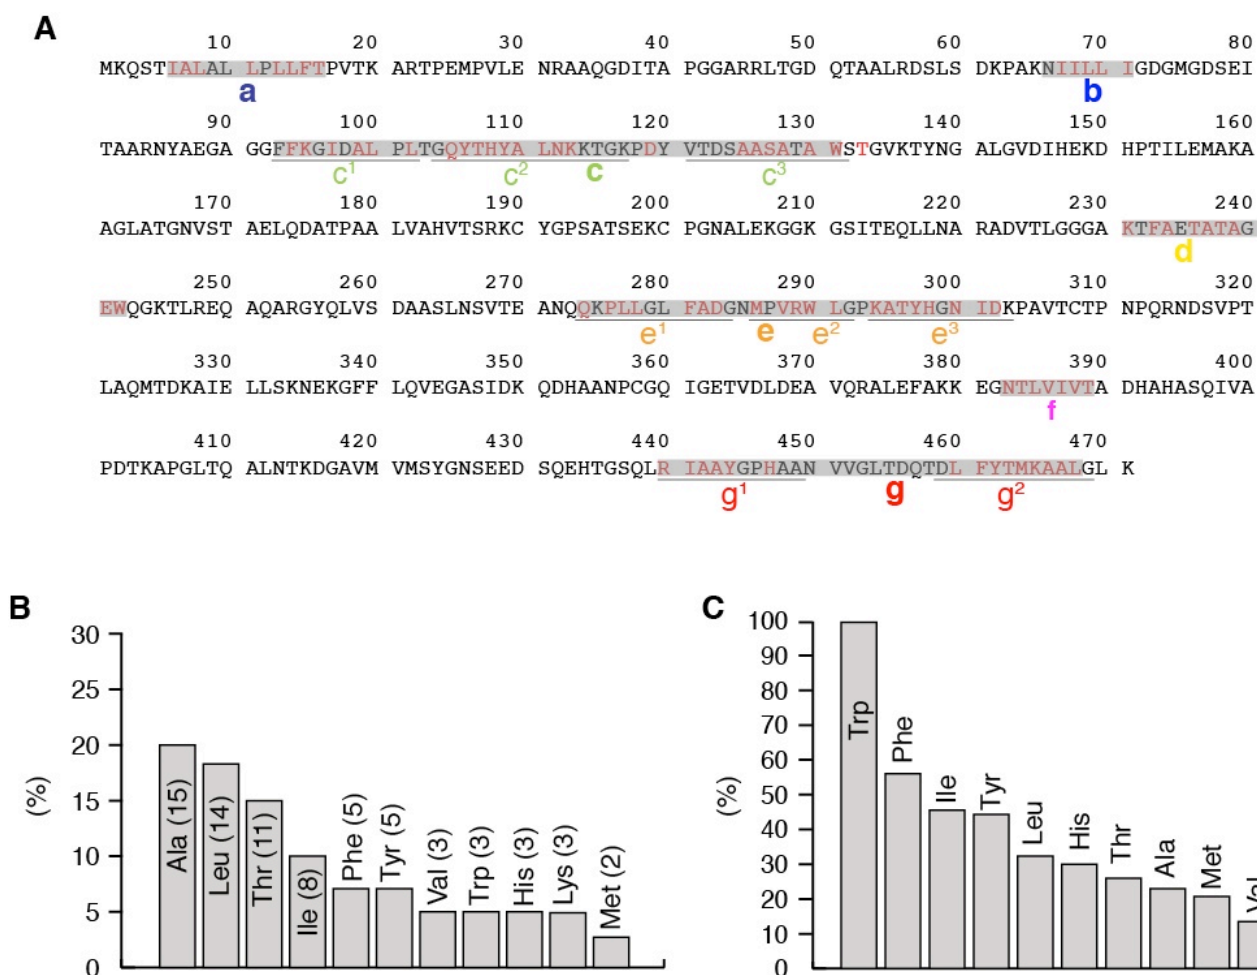 A
10 20 30 40 50 60 70 80
MKQSTIALAL LPLLFTPVTK ARTPEMPVLE NRAAQGDITA PGGARRLTGD QTAALRDSLS DKPAKNIILL IGDGMGDSEI
a b
90 100 110 120 130 140 150 160
TAARNYAEGA GGFFKGIDAL PLTGQYTHYA LNKKTGKPDY VTDSAASATA WSTGVKTYNG ALGVDIHEKD HPTILEMAKA
c1 c2 c c3
170 180 190 200 210 220 230 240
AGLATGNVST AELQDATPAA LVAHVTSRKC YGPSATSEKC PGNALEKGGK GSITEQLLNA RADVTLGGGA KTFAETATAG
d
250 260 270 280 290 300 310 320
EWQGKTLREQ AQARGYQLVS DAASLNSVTE ANQQKPLLGL FADGNMPVRW LGPKATYHGN IDKPAVTCTP NPQRNDSVPT
e1 e e2 e3
330 340 350 360 370 380 390 400
LAQMTDKAIE LLSKNEKGFF LQVEGASIDK QDHAANPCGQ IGETVDLDEA VQRALEFAKK EGNTLVIVTA DHAHASQIVA
f
410 420 430 440 450 460 470
PDTKAPGLTQ ALNTKDGAVM VMSYGNSEED SQEHTGSQLR IAAYGPHAAN VVGLTDQTDL FYTMKAALGL K
g1 g g2
B
30
25
20
15
10
5
0
(%)
Ala (15)
Leu (14)
Thr (11)
Ile (8)
Phe (5)
Tyr (5)
Val (3)
Trp (3)
His (3)
Lys (3)
Met (2)
C
100
90
80
70
60
50
40
30
20
10
0
(%)
Trp
Phe
Ile
Tyr
Leu
His
Thr
Ala
Met
Val